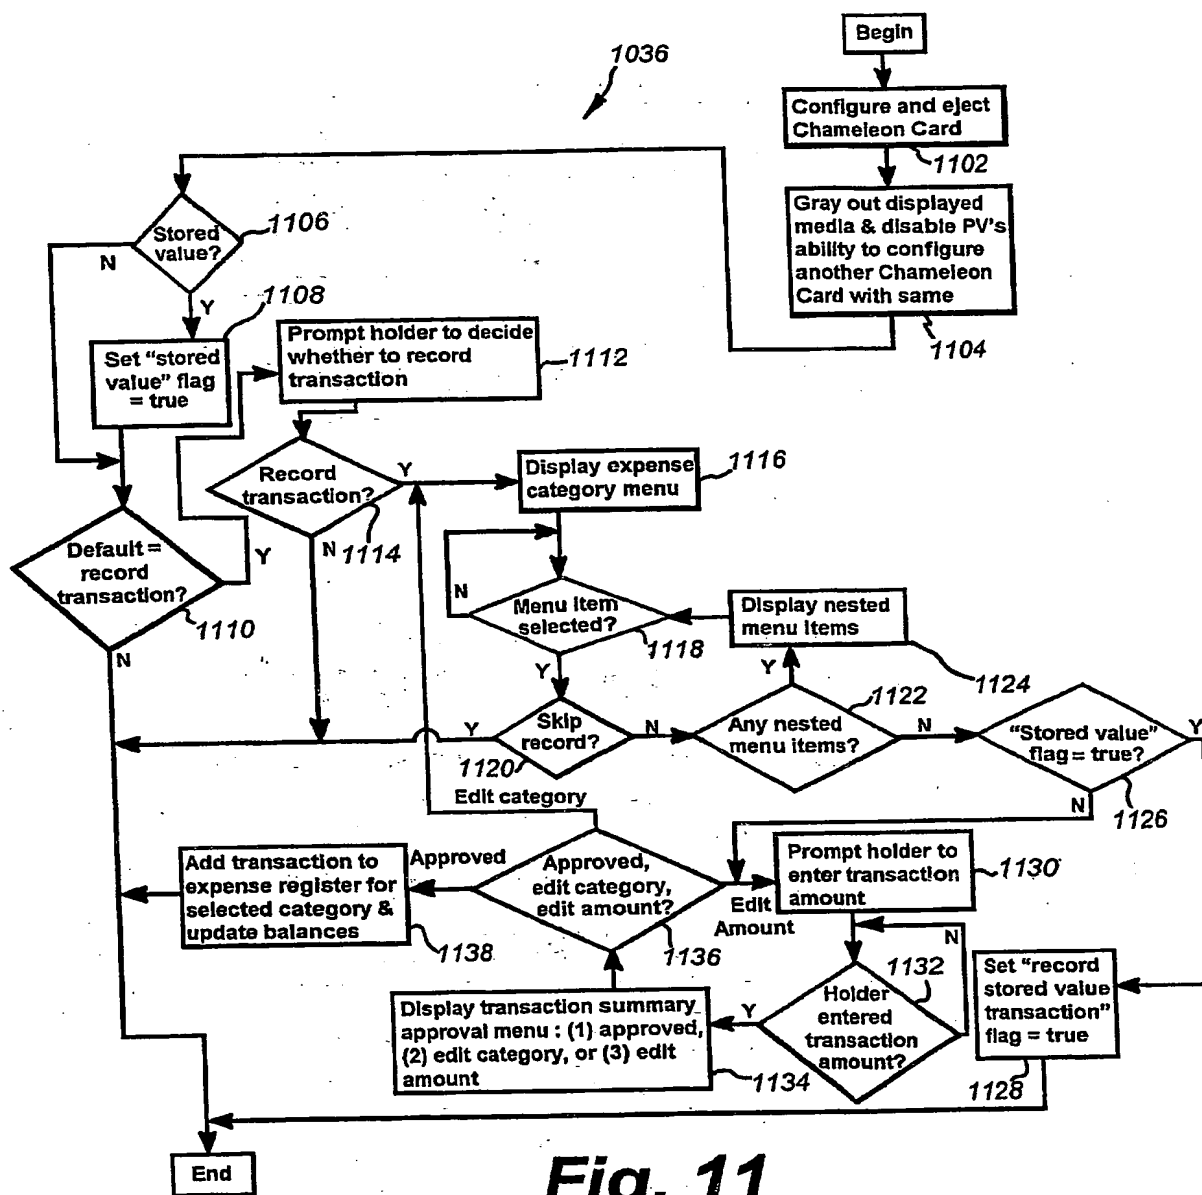 Begin
1036
Configure and eject
Chameleon Card
1102
Gray out displayed
media & disable PV's
ability to configure
another Chameleon
Card with same
1104
Stored
value?
1106
N
Y
1108
Set "stored
value" flag
= true
Prompt holder to decide
whether to record
transaction
1112
Record
transaction?
Y
N
1114
Display expense
category menu
1116
Default =
record
transaction?
Y
1110
N
N
Menu item
selected?
1118
Y
Display nested
menu items
1124
Y
Skip
record?
Y
N
1120
Any nested
menu items?
1122
N
"Stored value"
flag = true?
Y
N
1126
Edit category
Add transaction to
expense register for
selected category &
update balances
1138
Approved
Approved,
edit category,
edit amount?
1136
Edit
Amount
Prompt holder to
enter transaction
amount
1130
N
1132
Holder
entered
transaction
amount?
Y
Set "record
stored value
transaction"
flag = true
1128
Display transaction summary
approval menu : (1) approved,
(2) edit category, or (3) edit
amount
1134
End
Fig. 11